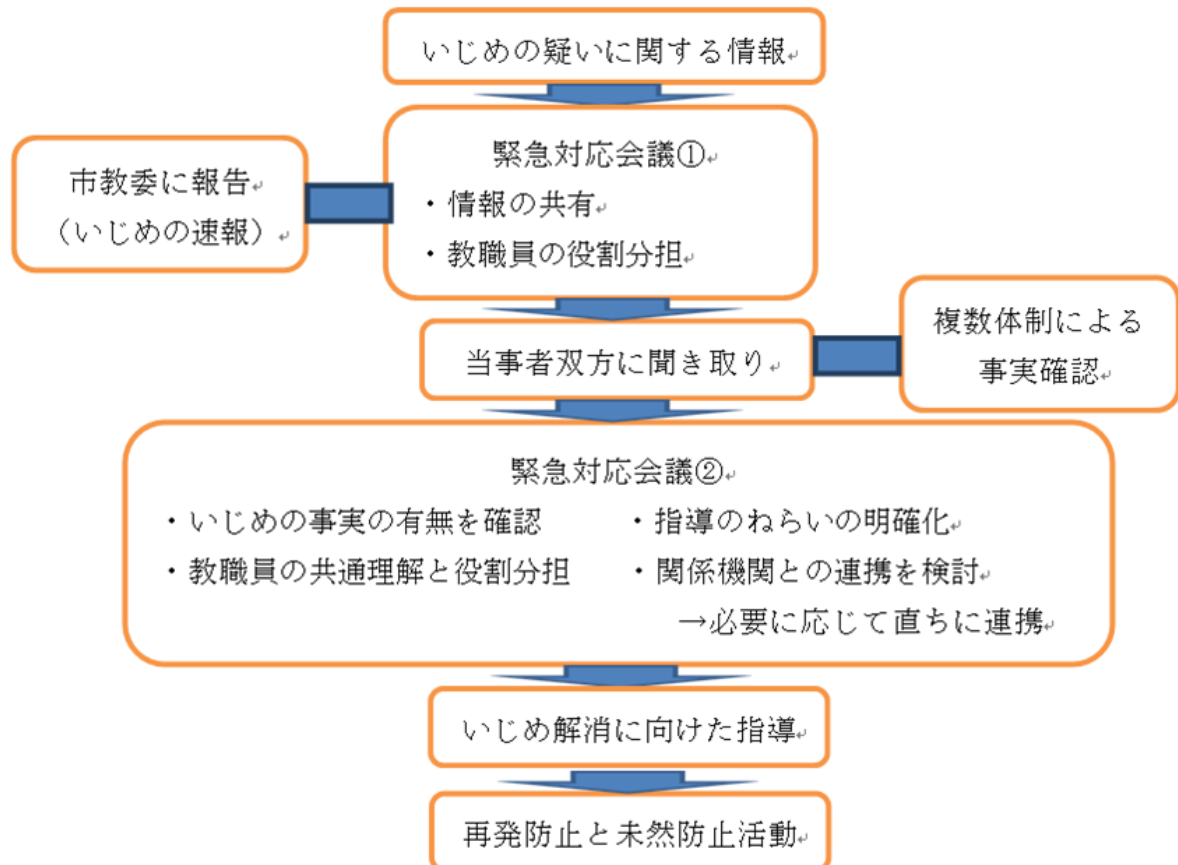 いじめの疑いに関する情報
緊急対応会議①
・情報の共有
・教職員の役割分担
市教委に報告
（いじめの速報）
当事者双方に聞き取り
複数体制による
事実確認
緊急対応会議②
・いじめの事実の有無を確認
・教職員の共通理解と役割分担
・指導のねらいの明確化
・関係機関との連携を検討
→必要に応じて直ちに連携
いじめ解消に向けた指導
再発防止と未然防止活動